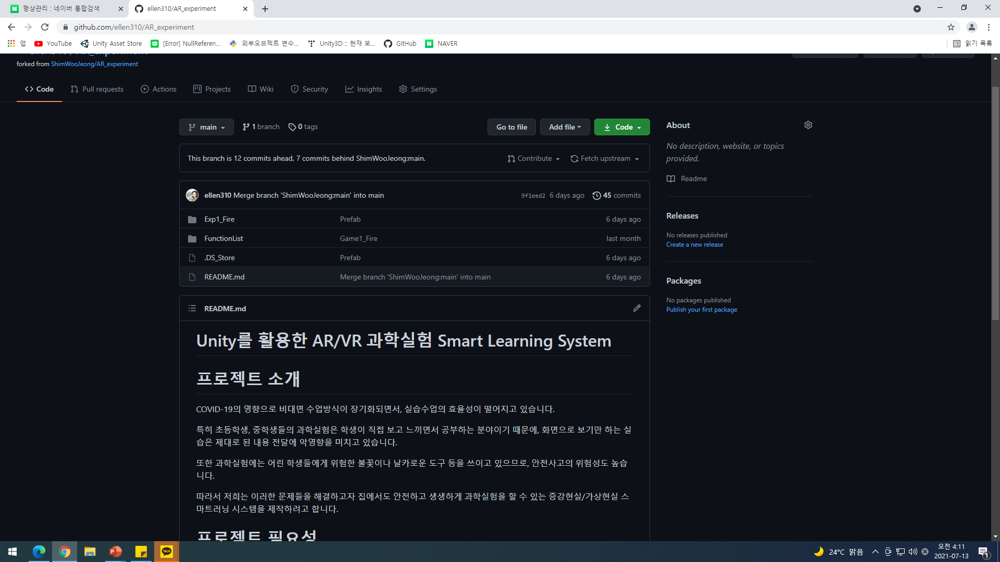 형상관리 : 네이버 통합검색
ellen310/AR_experiment
github.com/ellen310/AR_experiment
앱 YouTube Unity Asset Store [Error] NullReferen... 외부오브젝트 변수... Unity3D :: 현재 보... GitHub NAVER 읽기 목록
forked from ShimWooJeong/AR_experiment
Code Pull requests Actions Projects Wiki Security Insights Settings
main 1 branch 0 tags Go to file Add file Code
This branch is 12 commits ahead, 7 commits behind ShimWooJeong:main. Contribute Fetch upstream
ellen310 Merge branch 'ShimWooJeong:main' into main 9f1eed2 6 days ago 45 commits
Exp1_Fire Prefab 6 days ago
FunctionList Game1_Fire last month
.DS_Store Prefab 6 days ago
README.md Merge branch 'ShimWooJeong:main' into main 6 days ago
README.md
Unity를 활용한 AR/VR 과학실험 Smart Learning System
프로젝트 소개
COVID-19의 영향으로 비대면 수업방식이 장기화되면서, 실습수업의 효율성이 떨어지고 있습니다.
특히 초등학생, 중학생들의 과학실험은 학생이 직접 보고 느끼면서 공부하는 분야이기 때문에, 화면으로 보기만 하는 실
습은 제대로 된 내용 전달에 악영향을 미치고 있습니다.
또한 과학실험에는 어린 학생들에게 위험한 불꽃이나 날카로운 도구 등을 쓰이고 있으므로, 안전사고의 위험성도 높습
니다.
따라서 저희는 이러한 문제들을 해결하고자 집에서도 안전하고 생생하게 과학실험을 할 수 있는 증강현실/가상현실 스
마트러닝 시스템을 제작하려고 합니다.
프로젝트 필요성
About
No description, website, or topics
provided.
Readme
Releases
No releases published
Create a new release
Packages
No packages published
Publish your first package
TALK
24°C 맑음
오전 4:11
2021-07-13
1